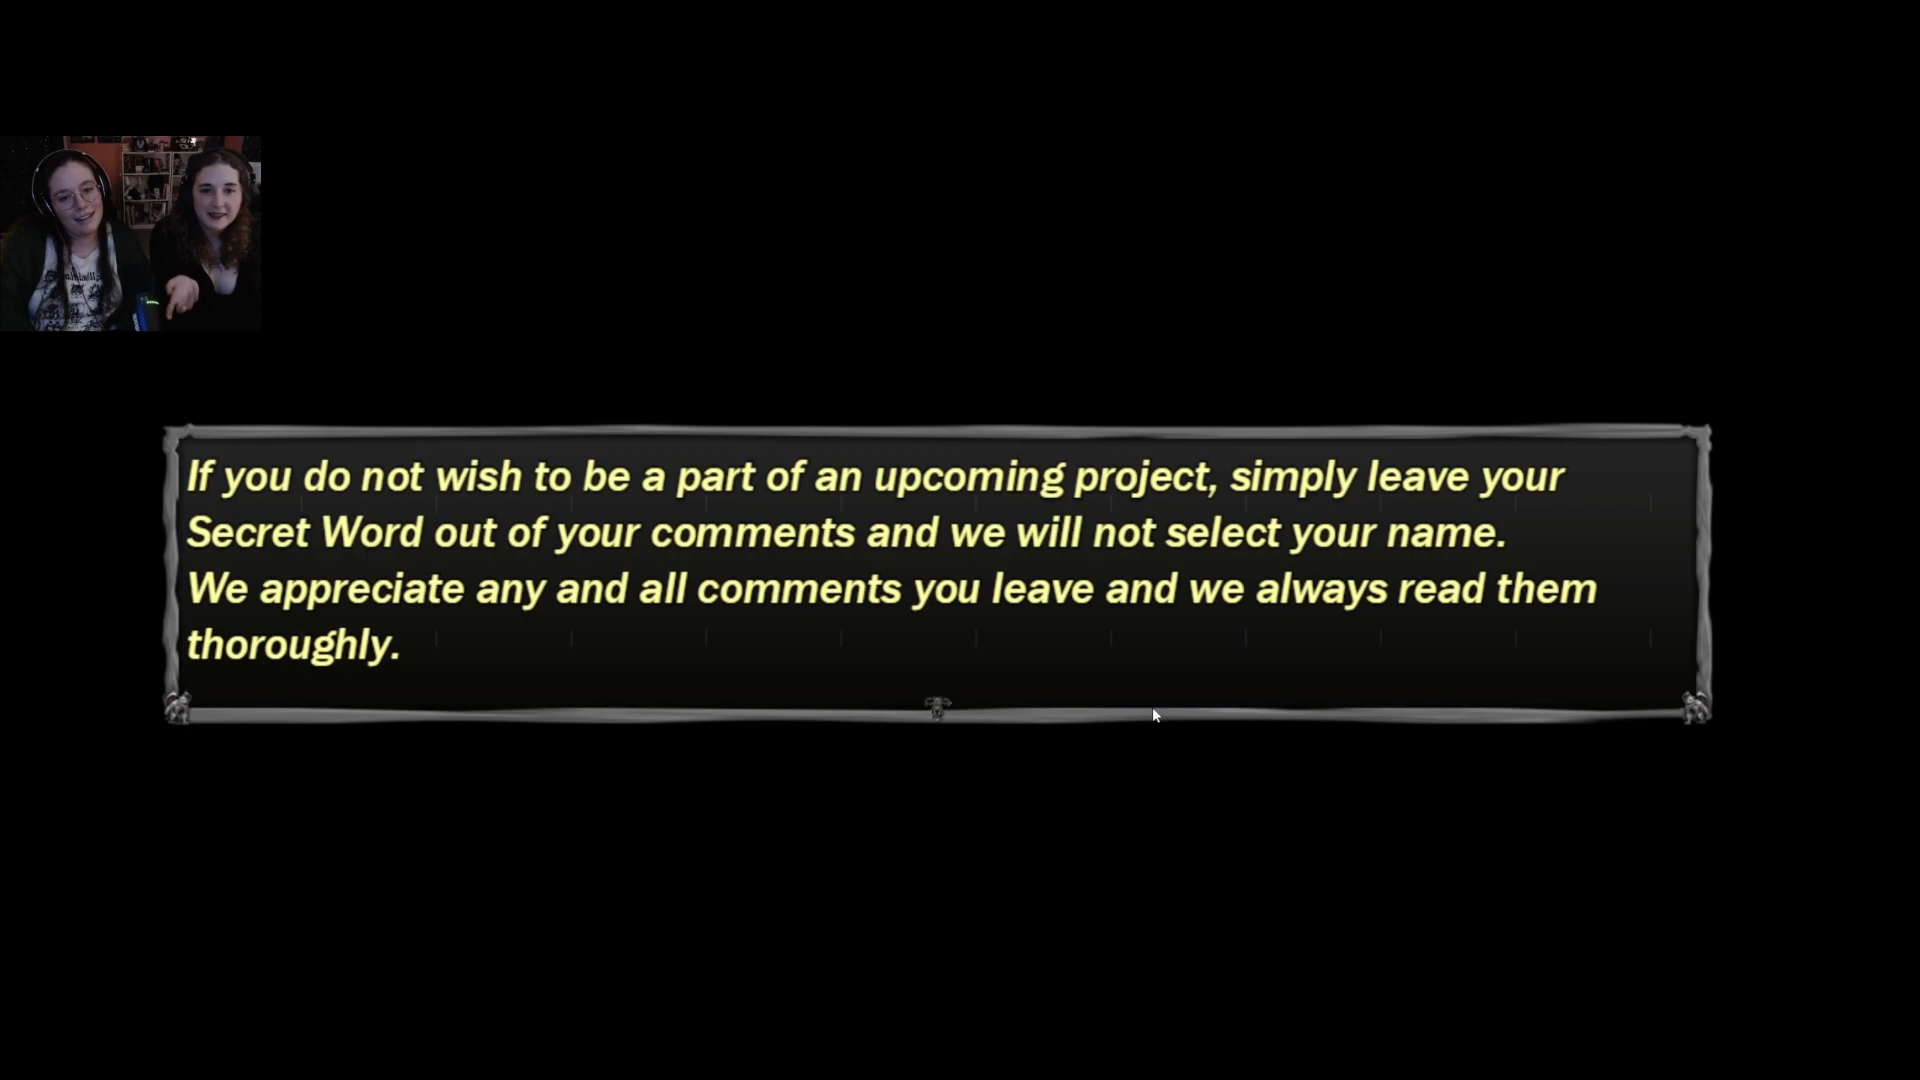 If you do not wish to be a part of an upcoming project, simply leave your
Secret Word out of your comments and we will not select your name.
We appreciate any and all comments you leave and we always read them
thoroughly.